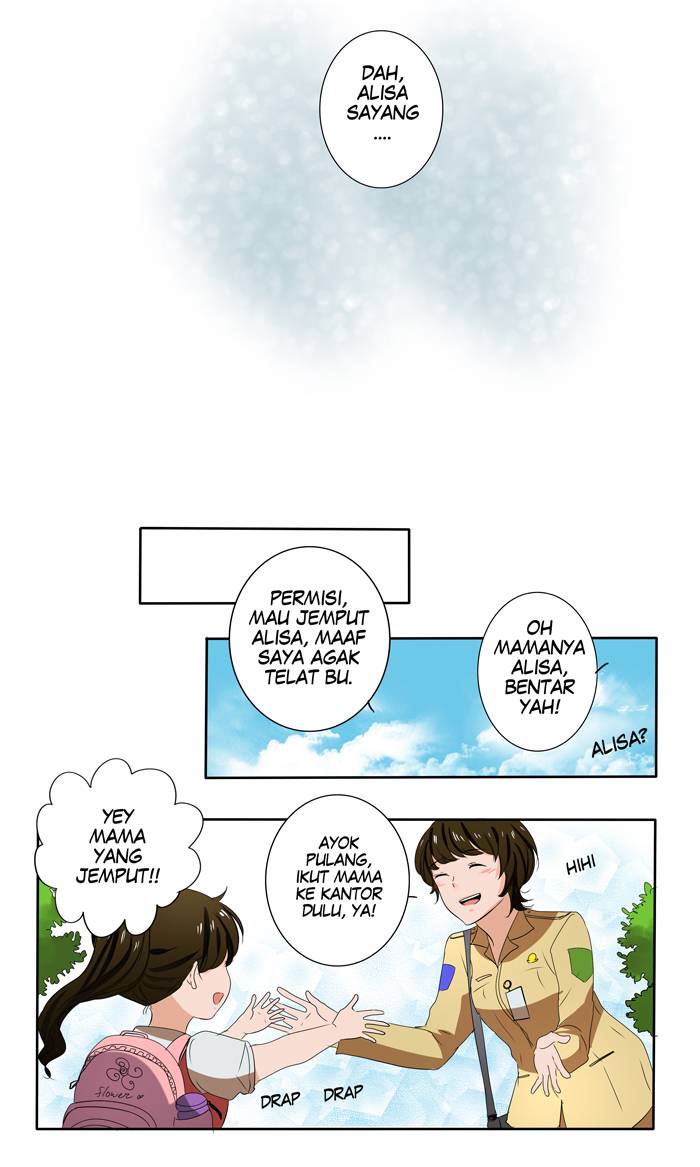 DAH,
ALISA
SAYANG
....
PERMISI,
MAU JEMPUT
ALISA, MAAF
SAYA AGAK
TELAT BU.
OH
MAMANYA
ALISA,
BENTAR
YAH!
ALISA?
YEY
MAMA
YANG
JEMPUT!!
AYOK
PULANG,
IKUT MAMA
KE KANTOR
DULU, YA!
HIHI
DRAP DRAP
flower